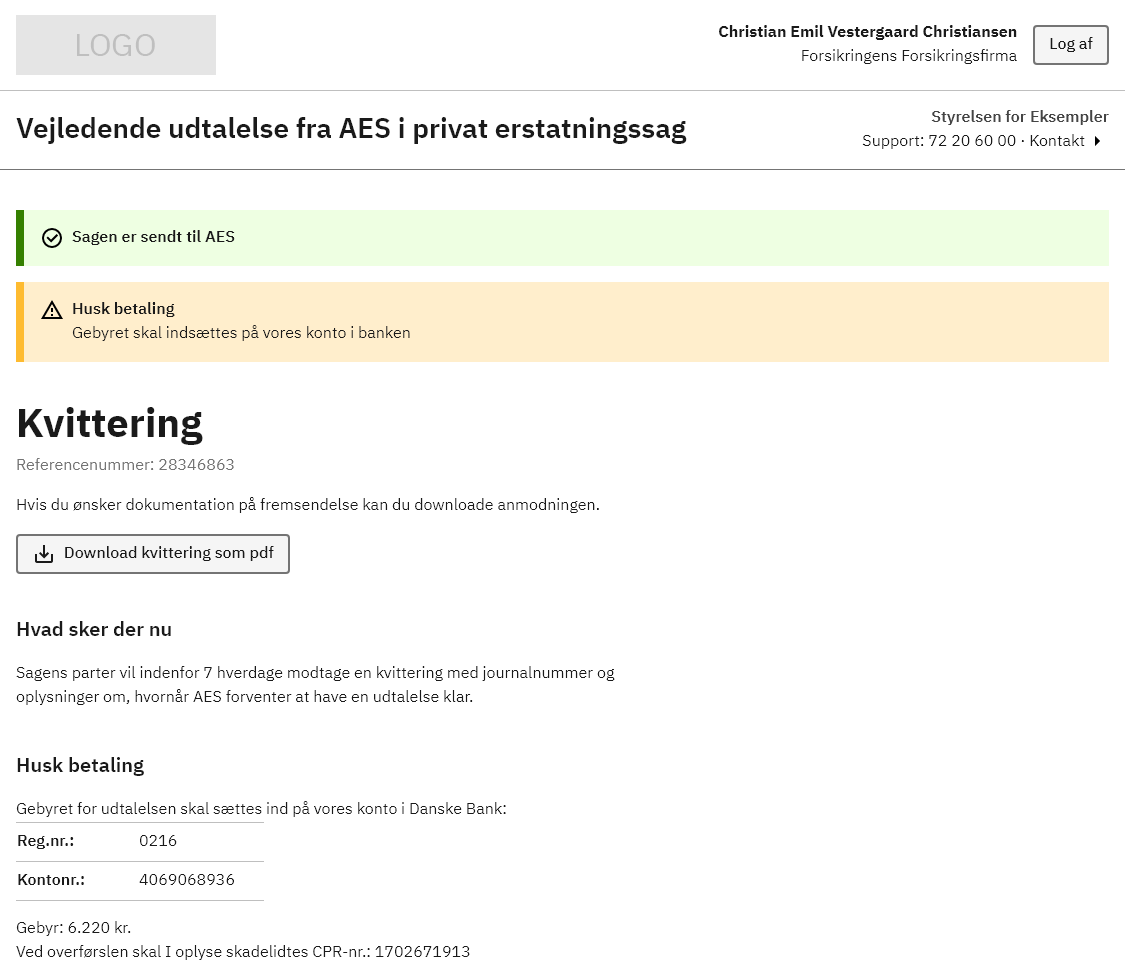 LOGO
Christian Emil Vestergaard Christiansen
Forsikringens Forsikringsfirma
Log af
Vejledende udtalelse fra AES i privat erstatningssag
Styrelsen for Eksempler
Support: 72 20 60 00 · Kontakt
Sagen er sendt til AES
Husk betaling
Gebyret skal indsættes på vores konto i banken
Kvittering
Referencenummer: 28346863
Hvis du ønsker dokumentation på fremsendelse kan du downloade anmodningen.
Download kvittering som pdf
Hvad sker der nu
Sagens parter vil indenfor 7 hverdage modtage en kvittering med journalnummer og
oplysninger om, hvornår AES forventer at have en udtalelse klar.
Husk betaling
Gebyret for udtalelsen skal sættes ind på vores konto i Danske Bank:
Reg.nr.: 0216
Kontonr.: 4069068936
Gebyr: 6.220 kr.
Ved overførslen skal I oplyse skadelidtes CPR-nr.: 1702671913